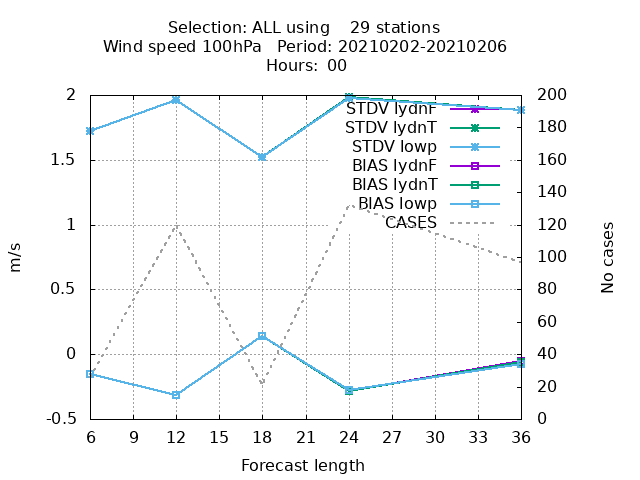 Selection: ALL using    29 stations
Wind speed 100hPa   Period: 20210202-20210206
Hours:  00
2
1.5
1
0.5
0
-0.5
200
180
160
140
120
100
80
60
40
20
0
STDV lydnF
STDV lydnT
STDV lowp
BIAS lydnF
BIAS lydnT
BIAS lowp
CASES
m/s
No cases
6 9 12 15 18 21 24 27 30 33 36
Forecast length